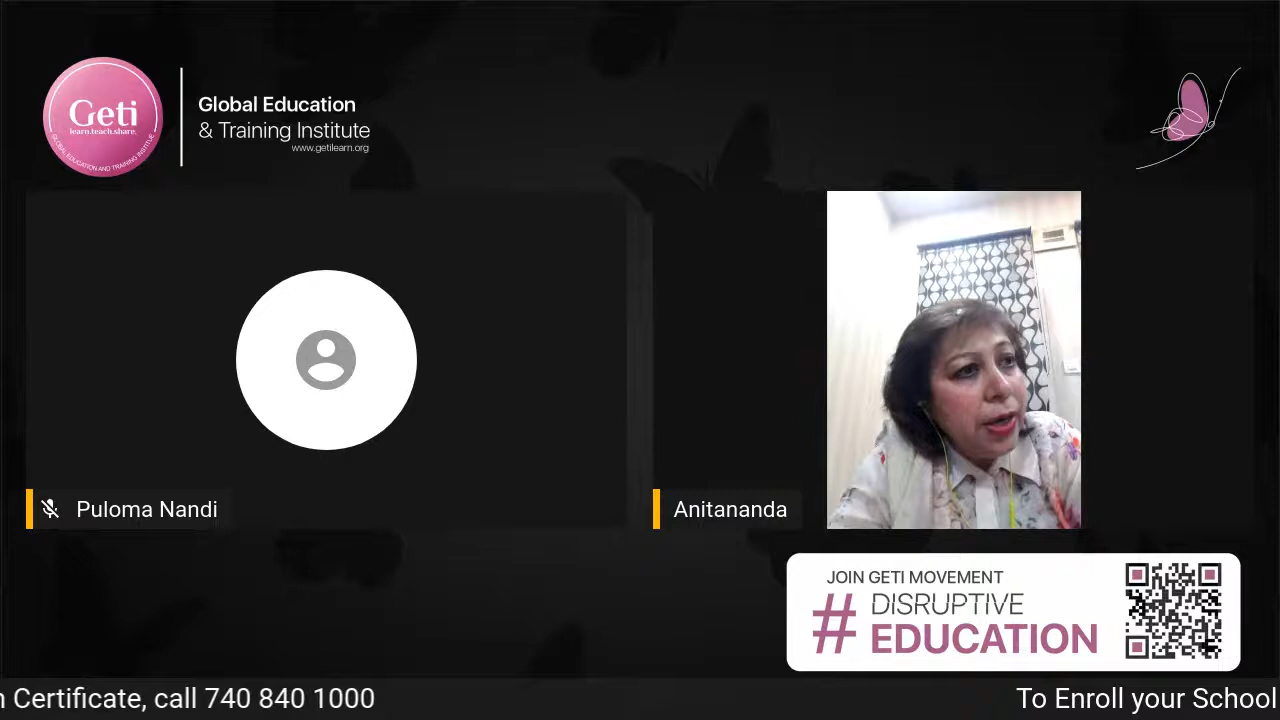 Geti
learn.teach.share.
GLOBAL EDUCATION AND TRAINING INSTITUTE
Global Education
& Training Institute
www.getilearn.org
Puloma Nandi
Anitananda
JOIN GETI MOVEMENT
# DISRUPTIVE
EDUCATION
n Certificate, call 740 840 1000
To Enroll your School